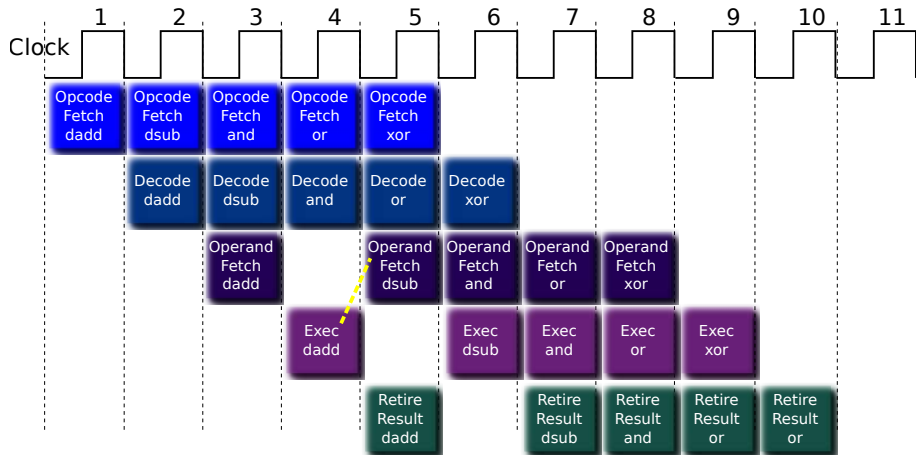 1 2 3 4 5 6 7 8 9 10 11
Clock
Opcode Opcode Opcode Opcode Opcode
Fetch Fetch Fetch Fetch Fetch
dadd dsub and or xor
Decode Decode Decode Decode Decode
dadd dsub and or xor
Operand Operand Operand Operand Operand
Fetch Fetch Fetch Fetch Fetch
dadd dsub and or xor
Exec Exec Exec Exec Exec
dadd dsub and or xor
Retire Retire Retire Retire Retire
Result Result Result Result Result
dadd dsub and or or